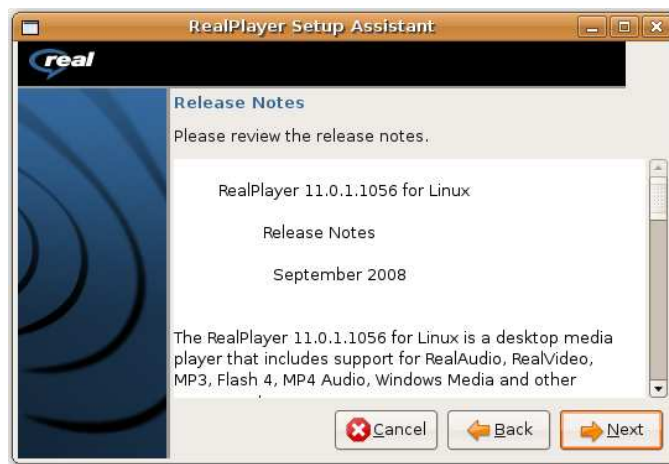 RealPlayer Setup Assistant
real
Release Notes
Please review the release notes.
RealPlayer 11.0.1.1056 for Linux
Release Notes
September 2008
The RealPlayer 11.0.1.1056 for Linux is a desktop media
player that includes support for RealAudio, RealVideo,
MP3, Flash 4, MP4 Audio, Windows Media and other
Cancel
Back
Next